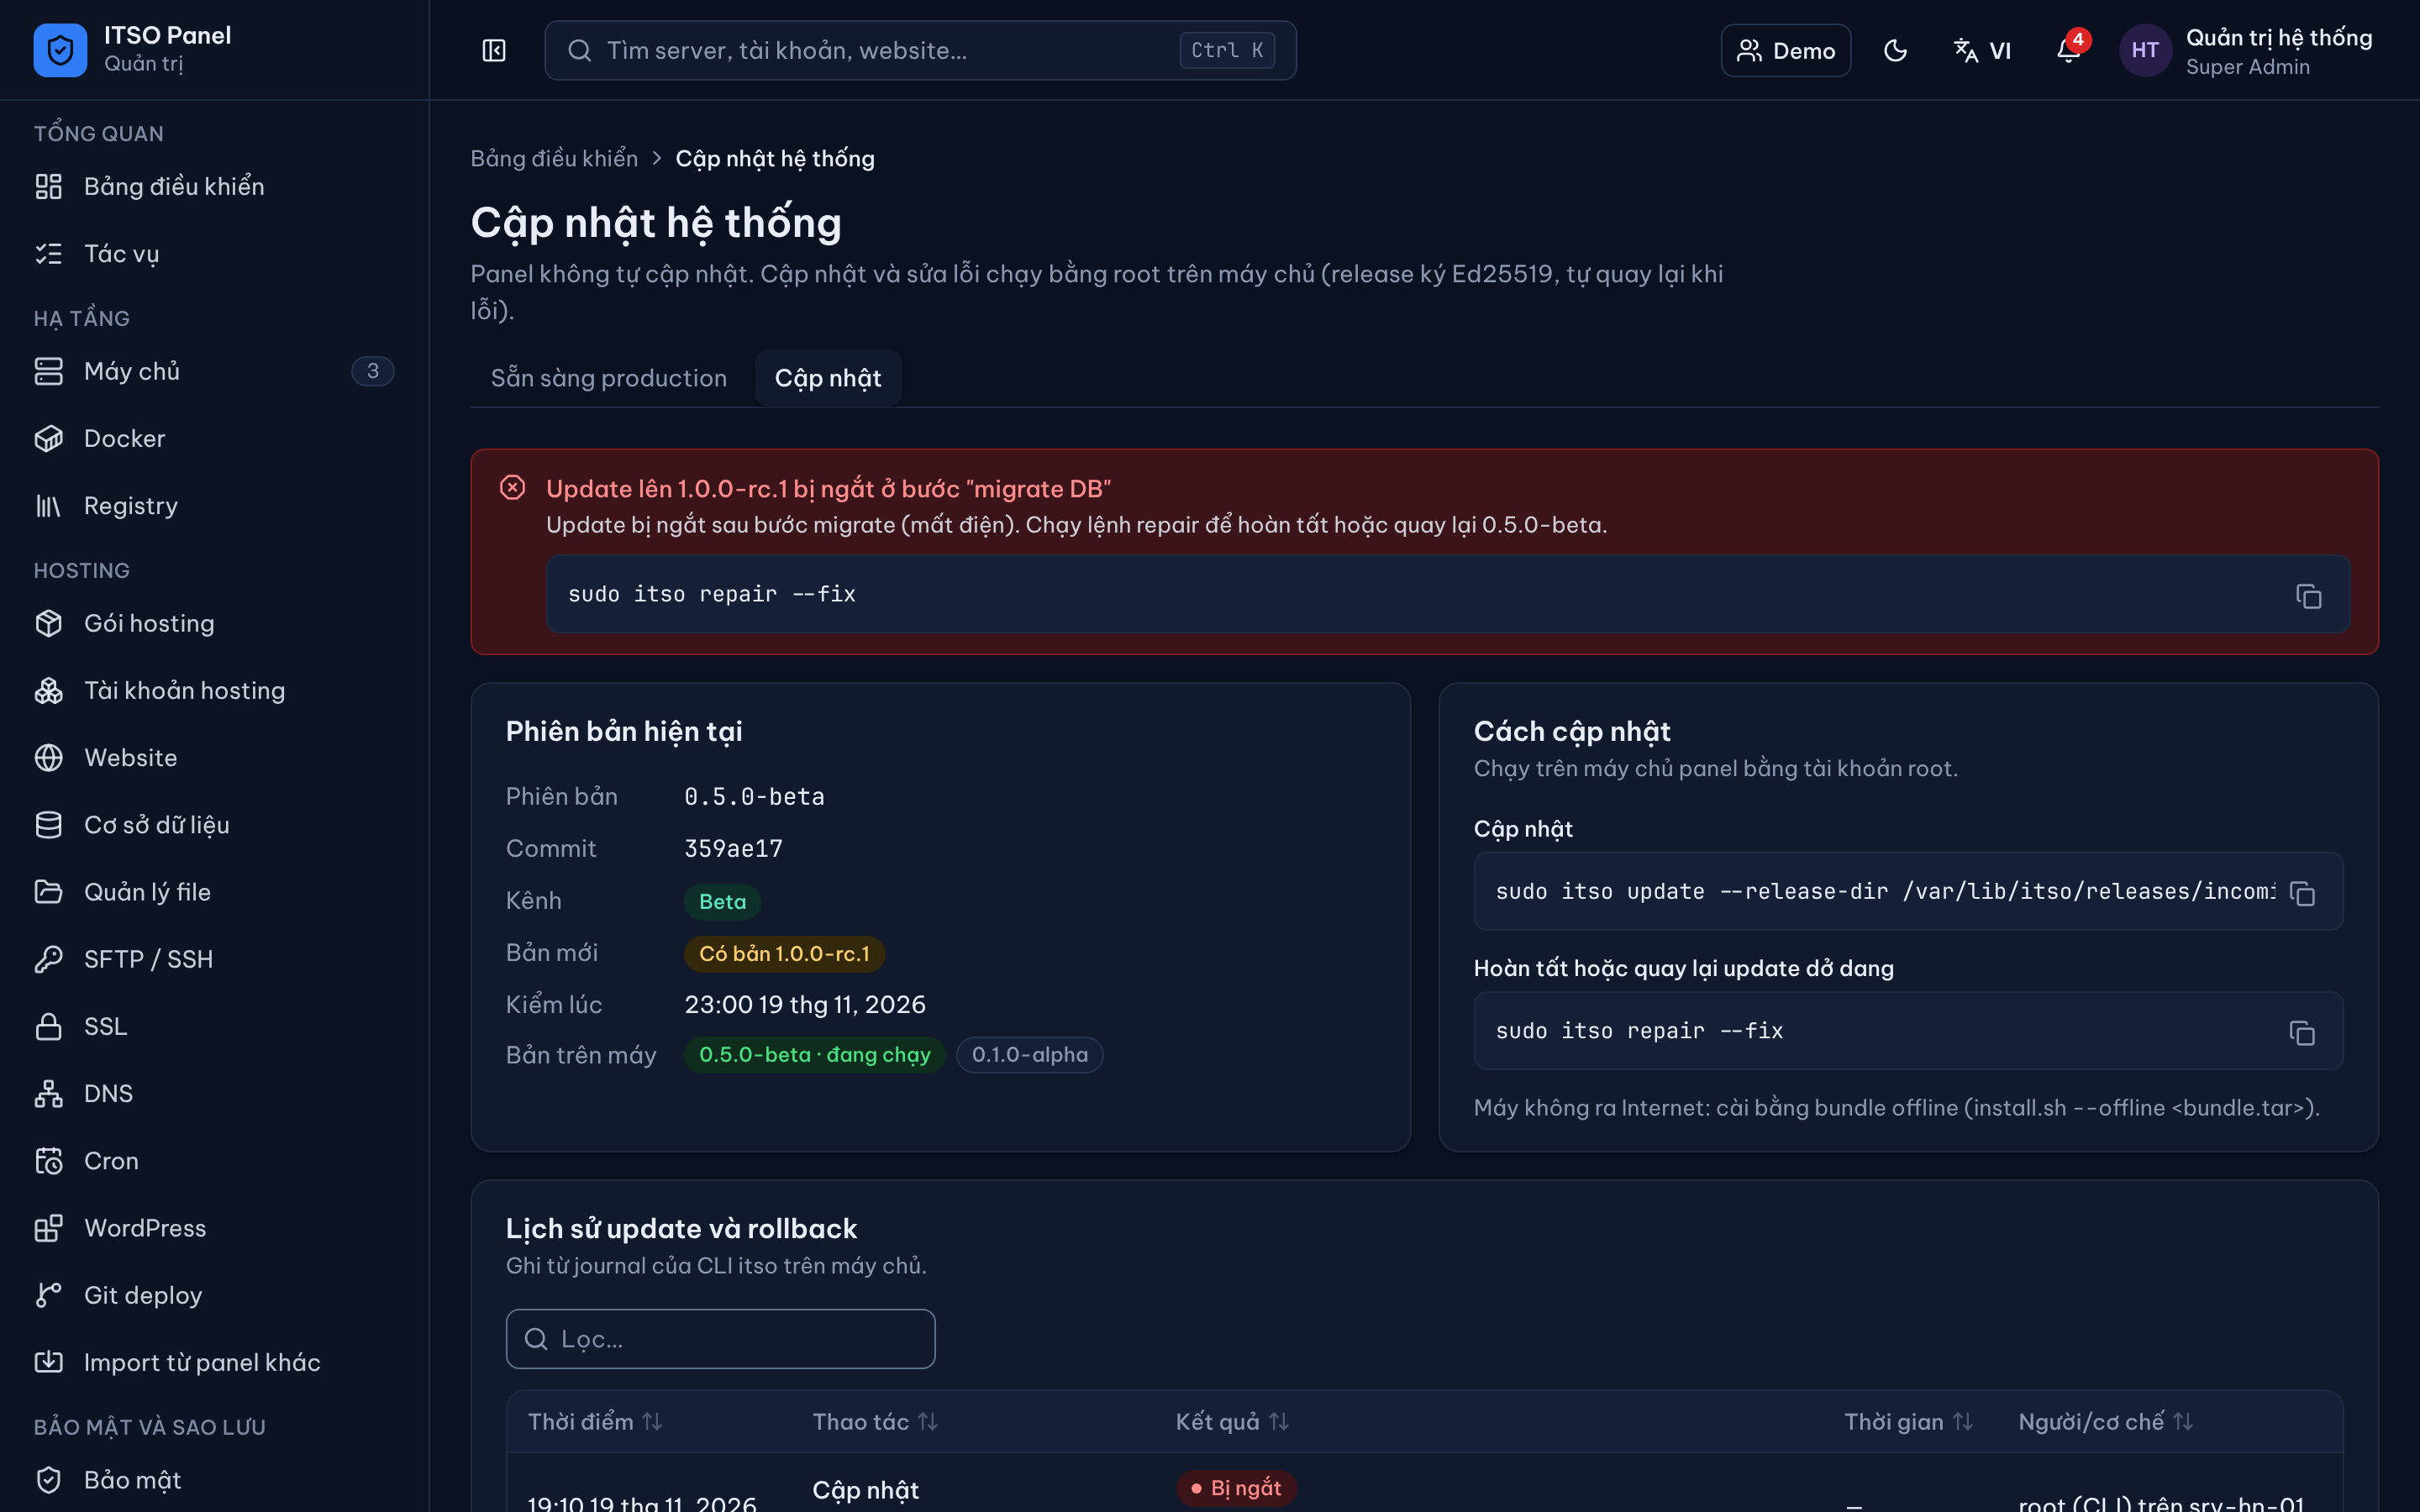 ITSO Panel
Quản trị
Tìm server, tài khoản, website...
Ctrl K
Demo
VI
4
HT
Quản trị hệ thống
Super Admin
TỔNG QUAN
Bảng điều khiển
Tác vụ
HẠ TẦNG
Máy chủ
3
Docker
Registry
HOSTING
Gói hosting
Tài khoản hosting
Website
Cơ sở dữ liệu
Quản lý file
SFTP / SSH
SSL
DNS
Cron
WordPress
Git deploy
Import từ panel khác
BẢO MẬT VÀ SAO LƯU
Bảo mật
Bảng điều khiển > Cập nhật hệ thống
Cập nhật hệ thống
Panel không tự cập nhật. Cập nhật và sửa lỗi chạy bằng root trên máy chủ (release ký Ed25519, tự quay lại khi
lỗi).
Sẵn sàng production
Cập nhật
Update lên 1.0.0-rc.1 bị ngắt ở bước "migrate DB"
Update bị ngắt sau bước migrate (mất điện). Chạy lệnh repair để hoàn tất hoặc quay lại 0.5.0-beta.
sudo itso repair --fix
Phiên bản hiện tại
Phiên bản 0.5.0-beta
Commit 359ae17
Kênh Beta
Bản mới Có bản 1.0.0-rc.1
Kiểm lúc 23:00 19 thg 11, 2026
Bản trên máy 0.5.0-beta · đang chạy 0.1.0-alpha
Cách cập nhật
Chạy trên máy chủ panel bằng tài khoản root.
Cập nhật
sudo itso update --release-dir /var/lib/itso/releases/incomi
Hoàn tất hoặc quay lại update dở dang
sudo itso repair --fix
Máy không ra Internet: cài bằng bundle offline (install.sh --offline <bundle.tar>).
Lịch sử update và rollback
Ghi từ journal của CLI itso trên máy chủ.
Lọc...
Thời điểm Thao tác Kết quả Thời gian Người/cơ chế
19:10 19 thg 11, 2026 Cập nhật Bị ngắt — root (CLI) trên srv-hn-01